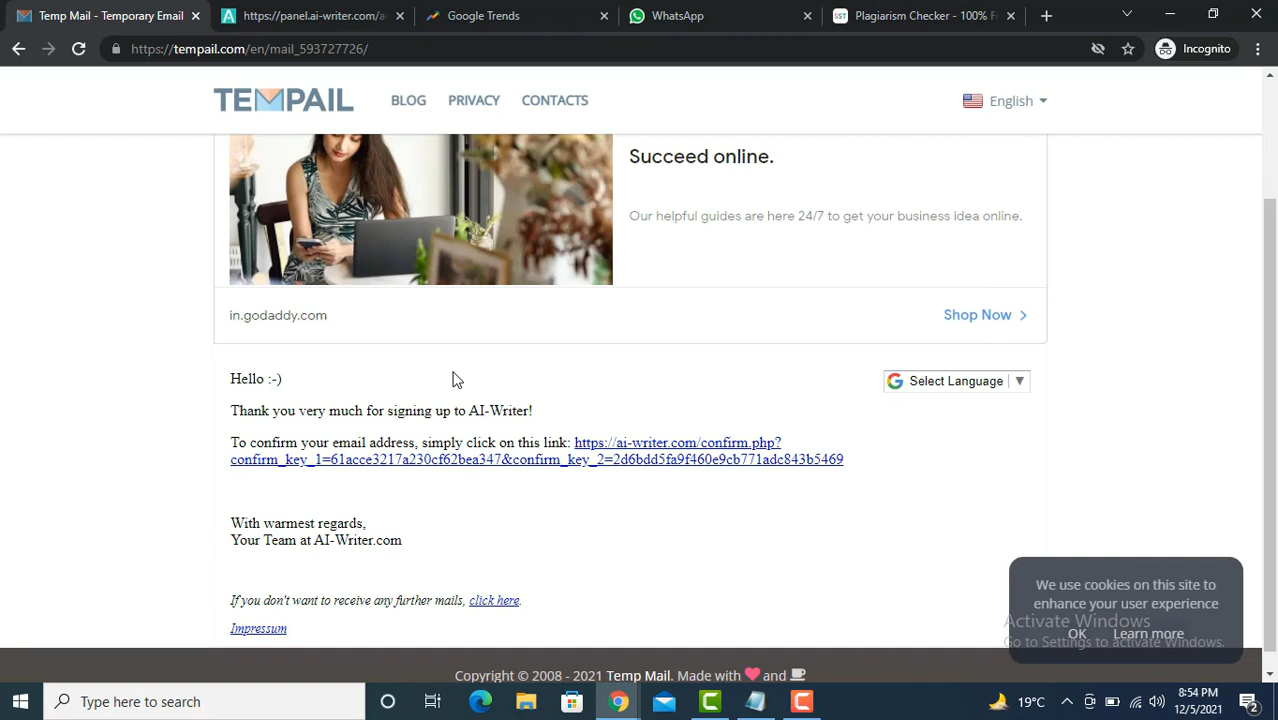 Temp Mail - Temporary Email
https://panel.ai-writer.com/a
Google Trends
WhatsApp
SST
Plagiarism Checker - 100% F
https://tempail.com/en/mail_593727726/
Incognito
TEMPAIL
BLOG
PRIVACY
CONTACTS
English
Succeed online.
Our helpful guides are here 24/7 to get your business idea online.
in.godaddy.com
Shop Now
Hello :-)
Select Language
Thank you very much for signing up to AI-Writer!
To confirm your email address, simply click on this link: https://ai-writer.com/confirm.php?
confirm_key_1=61acce3217a230cf62bea347&confirm_key_2=2d6bdd5fa9f460e9cb771adc843b5469
With warmest regards,
Your Team at AI-Writer.com
If you don't want to receive any further mails, click here.
Impressum
We use cookies on this site to
enhance your user experience
OK
Learn more
Activate Windows
Go to Settings to activate Windows.
Copyright © 2008 - 2021 Temp Mail. Made with ❤ and
Type here to search
19°C
8:54 PM
12/5/2021
2